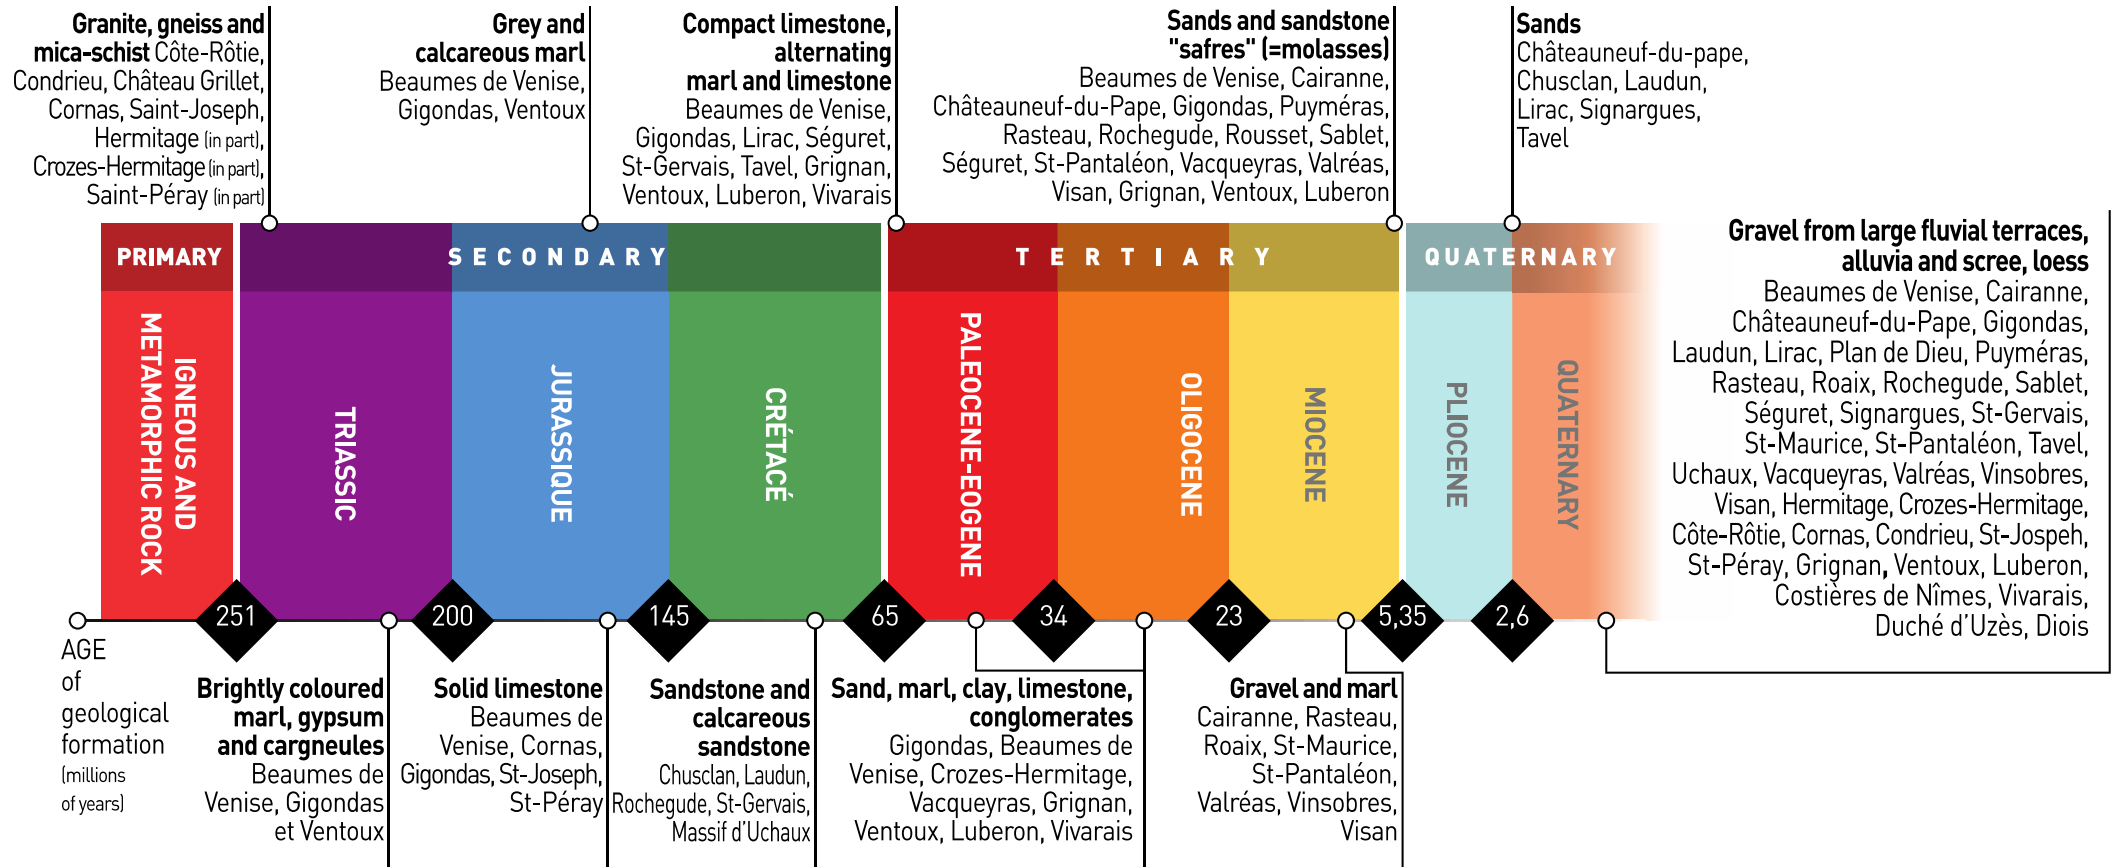 Granite, gneiss and
mica-schist Côte-Rôtie,
Condrieu, Château Grillet,
Cornas, Saint-Joseph,
Hermitage (in part),
Crozes-Hermitage (in part),
Saint-Péray (in part)
Grey and
calcareous marl
Beaumes de Venise,
Gigondas, Ventoux
Compact limestone,
alternating
marl and limestone
Beaumes de Venise,
Gigondas, Lirac, Séguret,
St-Gervais, Tavel, Grignan,
Ventoux, Luberon, Vivarais
Sands and sandstone
"safres" (=molasses)
Beaumes de Venise, Cairanne,
Châteauneuf-du-Pape, Gigondas, Puyméras,
Rasteau, Rochegude, Rousset, Sablet,
Séguret, St-Pantaléon, Vacqueyras, Valréas,
Visan, Grignan, Ventoux, Luberon
Sands
Châteauneuf-du-pape,
Chusclan, Laudun,
Lirac, Signargues,
Tavel
PRIMARY
SECONDARY
TERTIARY
QUATERNARY
IGNEOUS AND
METAMORPHIC ROCK
TRIASSIC
JURASSIQUE
CRÉTACÉ
PALEOCENE-EOGENE
OLIGOCENE
MIOCENE
PLIOCENE
QUATERNARY
Gravel from large fluvial terraces,
alluvia and scree, loess
Beaumes de Venise, Cairanne,
Châteauneuf-du-Pape, Gigondas,
Laudun, Lirac, Plan de Dieu, Puyméras,
Rasteau, Roaix, Rochegude, Sablet,
Séguret, Signargues, St-Gervais,
St-Maurice, St-Pantaléon, Tavel,
Uchaux, Vacqueyras, Valréas, Vinsobres,
Visan, Hermitage, Crozes-Hermitage,
Côte-Rôtie, Cornas, Condrieu, St-Jospeh,
St-Péray, Grignan, Ventoux, Luberon,
Costières de Nîmes, Vivarais,
Duché d'Uzès, Diois
251
200
145
65
34
23
5,35
2,6
AGE
of
geological
formation
(millions
of years)
Brightly coloured
marl, gypsum
and cargneules
Beaumes de
Venise, Gigondas
et Ventoux
Solid limestone
Beaumes de
Venise, Cornas,
Gigondas, St-Joseph,
St-Péray
Sandstone and
calcareous
sandstone
Chusclan, Laudun,
Rochegude, St-Gervais,
Massif d'Uchaux
Sand, marl, clay, limestone,
conglomerates
Gigondas, Beaumes de
Venise, Crozes-Hermitage,
Vacqueyras, Grignan,
Ventoux, Luberon, Vivarais
Gravel and marl
Cairanne, Rasteau,
Roaix, St-Maurice,
St-Pantaléon,
Valréas, Vinsobres,
Visan